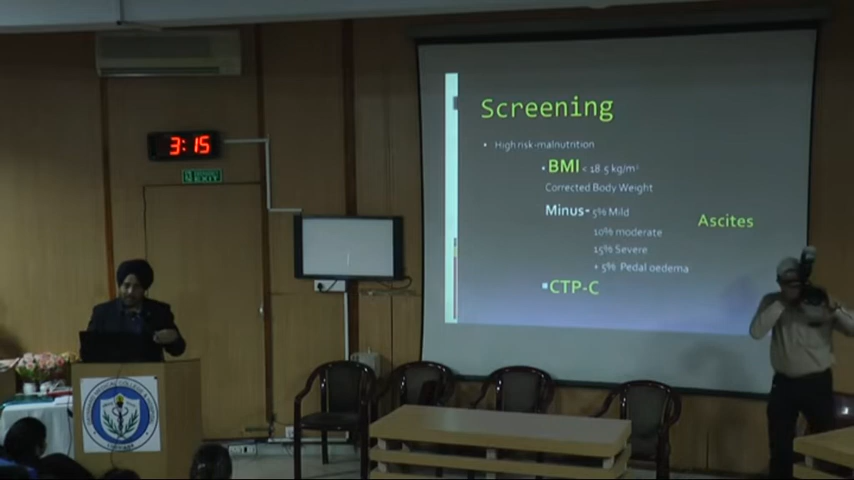 3:15
EXIT
Screening
• High risk-malnutrition
▪ BMI < 18.5 kg/m²
Corrected Body Weight
Minus- 5% Mild
Ascites
10% moderate
15% Severe
+ 5% Pedal oedema
▪CTP-C